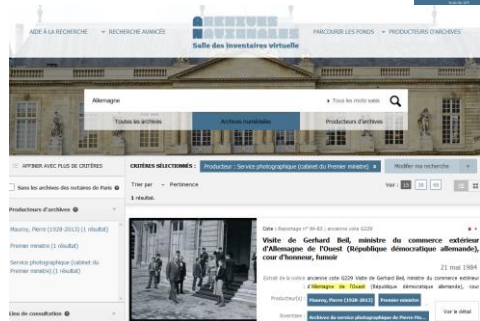 AIDE À LA RECHERCHE
RECHERCHE AVANCÉE
ARCHIVES
NATIONALES
Salle des inventaires virtuelle
PARCOURIR LES FONDS
PRODUCTEURS D'ARCHIVES
Allemagne
Tous les mots saisis
Toutes les archives
Archives numérisées
Producteurs d'archives
AFFINER AVEC PLUS DE CRITÈRES
CRITÈRES SÉLECTIONNÉS :
Producteur : Service photographique (cabinet du Premier ministre) x
Modifier ma recherche +
Sans les archives des notaires de Paris
Trier par - Pertinence
Voir :
1 résultat.
Producteurs d'archives
Mauroy, Pierre (1928-2013) (1 résultat)
Premier ministre (1 résultat)
Service photographique (cabinet du
Premier ministre) (1 résultat)
Lieu de consultation
Cote : Reportage n° 84-83 ; ancienne cote G229
Visite de Gerhard Beil, ministre du commerce extérieur
d'Allemagne de l'Ouest (République démocratique allemande),
cour d'honneur, fumoir
21 mai 1984
Extrait de la notice ancienne cote G229 Visite de Gerhard Beil, ministre du commerce extérieur
: d'Allemagne de l'Ouest (République démocratique allemande), cour
Producteur(s) : Mauroy, Pierre (1928-2013) Premier ministre
Inventaire : Archives du service photographique de Pierre Ma...
Voir le détail